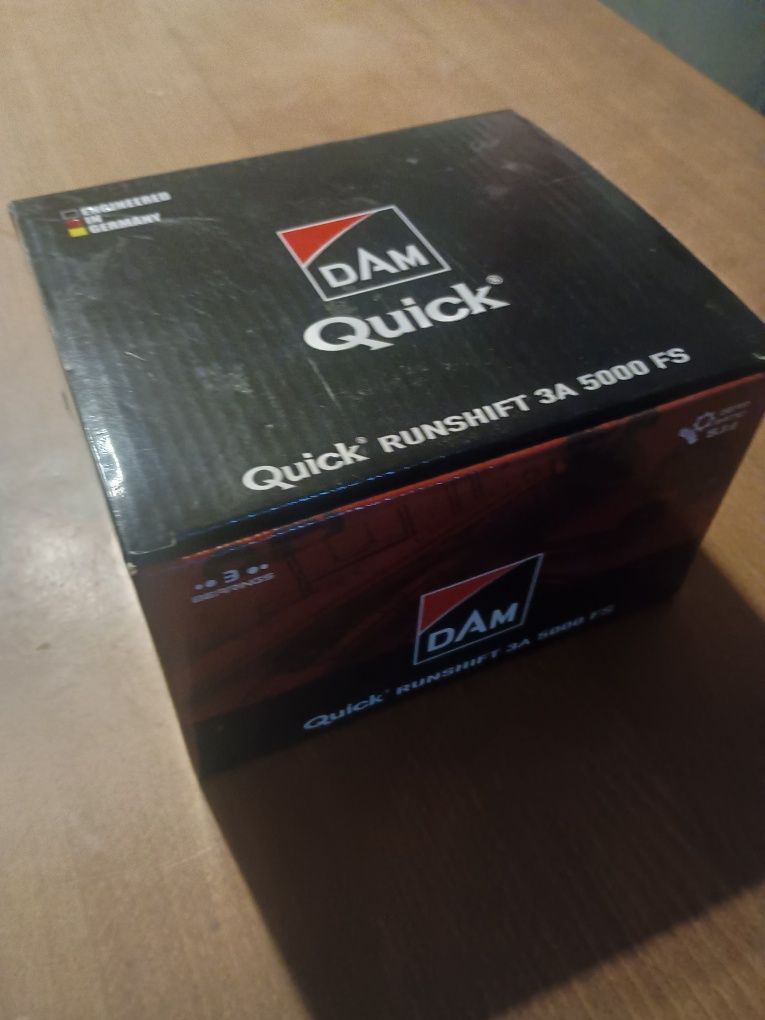 ENGINEERED
IN
GERMANY
DAM
Quick®
Quick® RUNSHIFT 3A 5000 FS
3
BEARINGS
DAM
Quick® RUNSHIFT 3A 5000 FS